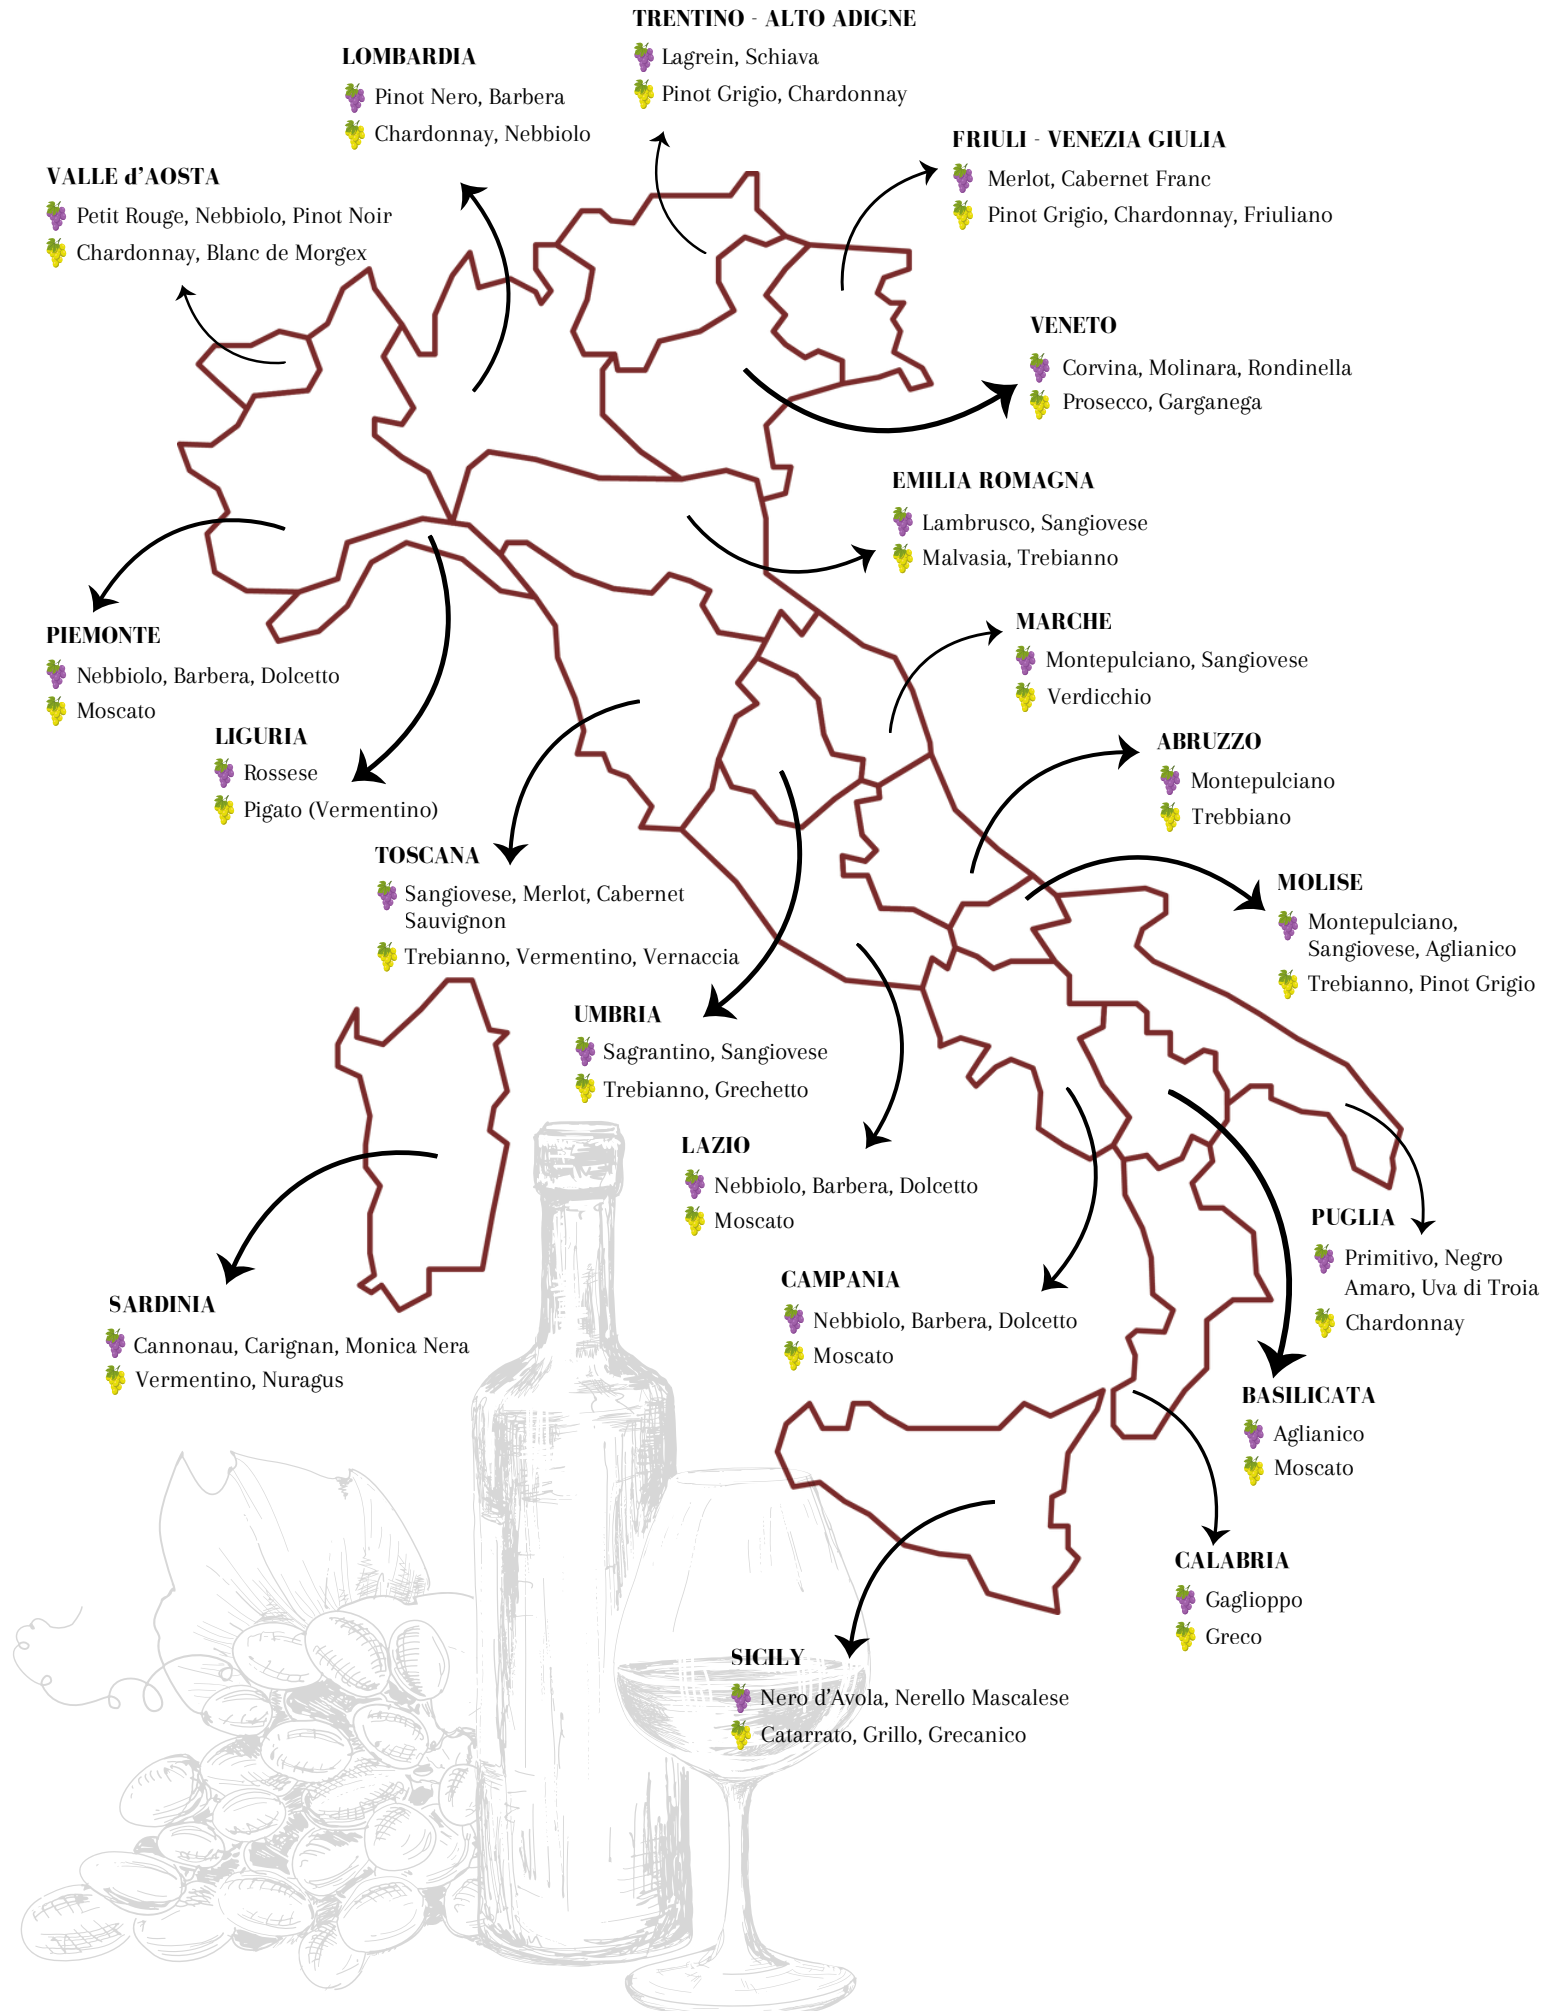 TRENTINO - ALTO ADIGNE
Lagrein, Schiava
Pinot Grigio, Chardonnay
LOMBARDIA
Pinot Nero, Barbera
Chardonnay, Nebbiolo
FRIULI - VENEZIA GIULIA
Merlot, Cabernet Franc
Pinot Grigio, Chardonnay, Friuliano
VALLE d’AOSTA
Petit Rouge, Nebbiolo, Pinot Noir
Chardonnay, Blanc de Morgex
VENETO
Corvina, Molinara, Rondinella
Prosecco, Garganega
EMILIA ROMAGNA
Lambrusco, Sangiovese
Malvasia, Trebianno
MARCHE
Montepulciano, Sangiovese
Verdicchio
PIEMONTE
Nebbiolo, Barbera, Dolcetto
Moscato
LIGURIA
Rossese
Pigato (Vermentino)
ABRUZZO
Montepulciano
Trebbiano
TOSCANA
Sangiovese, Merlot, Cabernet
Sauvignon
Trebianno, Vermentino, Vernaccia
MOLISE
Montepulciano,
Sangiovese, Aglianico
Trebianno, Pinot Grigio
UMBRIA
Sagrantino, Sangiovese
Trebianno, Grechetto
LAZIO
Nebbiolo, Barbera, Dolcetto
Moscato
PUGLIA
Primitivo, Negro
Amaro, Uva di Troia
Chardonnay
CAMPANIA
Nebbiolo, Barbera, Dolcetto
Moscato
SARDINIA
Cannonau, Carignan, Monica Nera
Vermentino, Nuragus
BASILICATA
Aglianico
Moscato
CALABRIA
Gaglioppo
Greco
SICILY
Nero d’Avola, Nerello Mascalese
Catarrato, Grillo, Grecanico